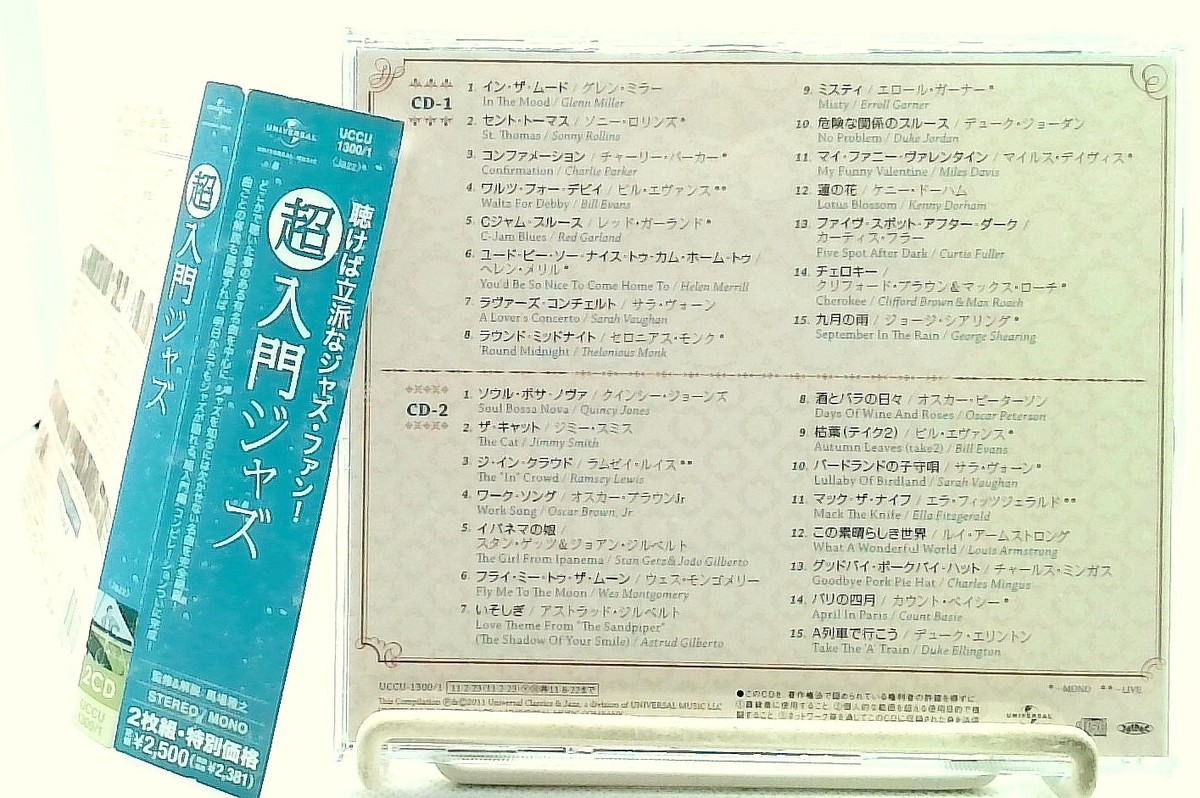 超入門ジャズ
〈Jazz〉
2CD
UCCU
1300/1
UNIVERSAL
UNIVERSAL MUSIC
UCCU
1300/1
〈Jazz〉
聴けば立派なジャズ・ファン!
超入門ジャズ
STEREO/MONO
2枚組・特別価格
¥2,500(税抜¥2,381)
CD-1
1. イン・ザ・ムード / グレン・ミラー
In The Mood / Glenn Miller
2. セント・トーマス / ソニー・ロリンズ*
St. Thomas / Sonny Rollins
3. コンファメーション / チャーリー・パーカー*
Confirmation / Charlie Parker
4. ワルツ・フォー・デビイ / ビル・エヴァンス**
Waltz For Debby / Bill Evans
5. Cジャム・ブルース / レッド・ガーランド*
C-Jam Blues / Red Garland
6. ユード・ビー・ソー・ナイス・トゥ・カム・ホーム・トゥ /
ヘレン・メリル*
You'd Be So Nice To Come Home To / Helen Merrill
7. ラヴァーズ・コンチェルト / サラ・ヴォーン
A Lover's Concerto / Sarah Vaughan
8. ラウンド・ミッドナイト / セロニアス・モンク*
'Round Midnight / Thelonious Monk
9. ミスティ / エロール・ガーナー*
Misty / Erroll Garner
10. 危険な関係のブルース / デューク・ジョーダン
No Problem / Duke Jordan
11. マイ・ファニー・ヴァレンタイン / マイルス・デイヴィス*
My Funny Valentine / Miles Davis
12. 蓮の花 / ケニー・ドーハム
Lotus Blossom / Kenny Dorham
13. ファイヴ・スポット・アフター・ダーク /
カーティス・フラー
Five Spot After Dark / Curtis Fuller
14. チェロキー /
クリフォード・ブラウン&マックス・ローチ*
Cherokee / Clifford Brown & Max Roach
15. 九月の雨 / ジョージ・シアリング*
September In The Rain / George Shearing
CD-2
1. ソウル・ボサ・ノヴァ / クインシー・ジョーンズ
Soul Bossa Nova / Quincy Jones
2. ザ・キャット / ジミー・スミス
The Cat / Jimmy Smith
3. ジ・イン・クラウド / ラムゼイ・ルイス**
The "In" Crowd / Ramsey Lewis
4. ワーク・ソング / オスカー・ブラウンJr
Work Song / Oscar Brown, Jr.
5. イパネマの娘 /
スタン・ゲッツ&ジョアン・ジルベルト
The Girl From Ipanema / Stan Getz & João Gilberto
6. フライ・ミー・トゥ・ザ・ムーン / ウェス・モンゴメリー
Fly Me To The Moon / Wes Montgomery
7. いそしぎ / アストラッド・ジルベルト
Love Theme From "The Sandpiper"
(The Shadow Of Your Smile) / Astrud Gilberto
8. 酒とバラの日々 / オスカー・ピーターソン
Days Of Wine And Roses / Oscar Peterson
9. 枯葉(テイク2) / ビル・エヴァンス*
Autumn Leaves (take2) / Bill Evans
10. バードランドの子守唄 / サラ・ヴォーン*
Lullaby Of Birdland / Sarah Vaughan
11. マック・ザ・ナイフ / エラ・フィッツジェラルド**
Mack The Knife / Ella Fitzgerald
12. この素晴らしき世界 / ルイ・アームストロング
What A Wonderful World / Louis Armstrong
13. グッドバイ・ポークパイ・ハット / チャールス・ミンガス
Goodbye Pork Pie Hat / Charles Mingus
14. パリの四月 / カウント・ベイシー*
April In Paris / Count Basie
15. A列車で行こう / デューク・エリントン
Take The 'A' Train / Duke Ellington
UCCU-1300/1
*…MONO **…LIVE
This Compilation ℗&©2011 Universal Classics & Jazz, a division of UNIVERSAL MUSIC LLC
UNIVERSAL